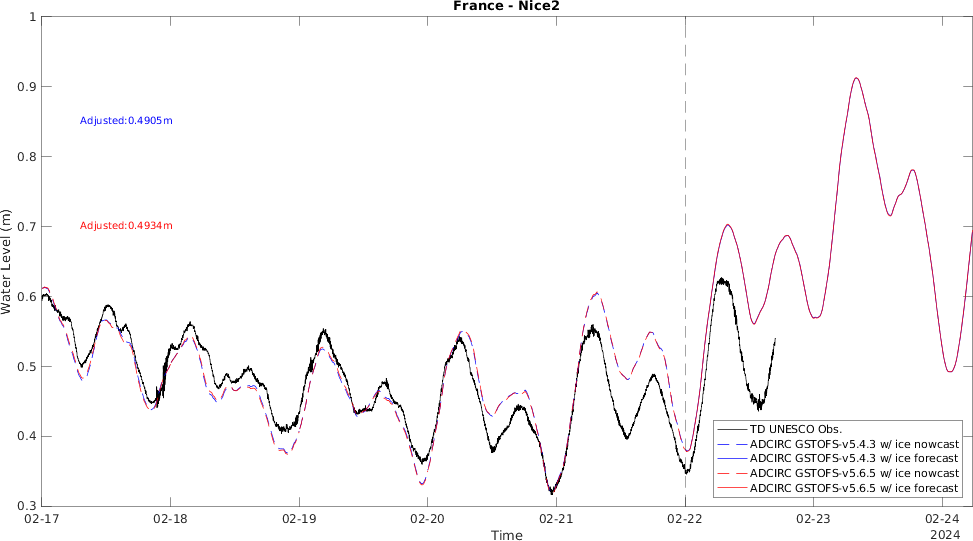 France - Nice2
1
0.9
0.8
0.7
0.6
0.5
0.4
0.3
Water Level (m)
Adjusted:0.4905m
Adjusted:0.4934m
TD UNESCO Obs.
ADCIRC GSTOFS-v5.4.3 w/ ice nowcast
ADCIRC GSTOFS-v5.4.3 w/ ice forecast
ADCIRC GSTOFS-v5.6.5 w/ ice nowcast
ADCIRC GSTOFS-v5.6.5 w/ ice forecast
02-17 02-18 02-19 02-20 02-21 02-22 02-23 02-24
Time
2024